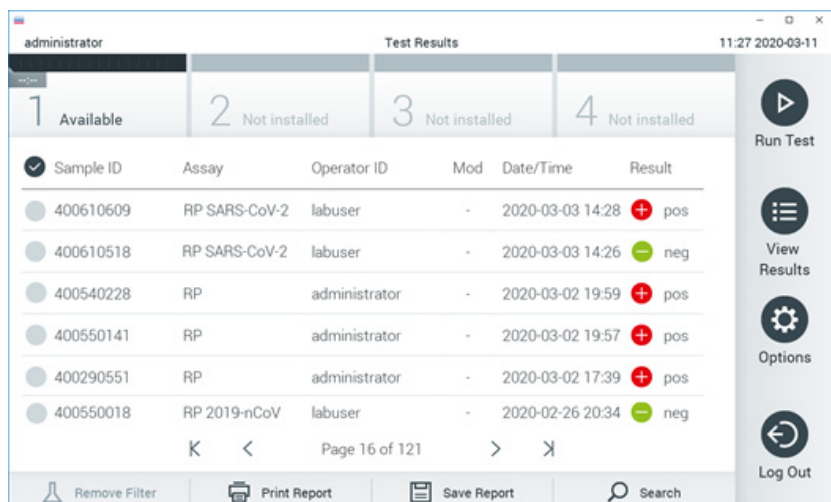 administrator Test Results 11:27 2020-03-11
--:--
1 Available 2 Not installed 3 Not installed 4 Not installed
Run Test
Sample ID Assay Operator ID Mod Date/Time Result
400610609 RP SARS-CoV-2 labuser - 2020-03-03 14:28 pos
400610518 RP SARS-CoV-2 labuser - 2020-03-03 14:26 neg
400540228 RP administrator - 2020-03-02 19:59 pos
400550141 RP administrator - 2020-03-02 19:57 pos
400290551 RP administrator - 2020-03-02 17:39 pos
400550018 RP 2019-nCoV labuser - 2020-02-26 20:34 neg
Page 16 of 121
View
Results
Options
Log Out
Remove Filter Print Report Save Report Search